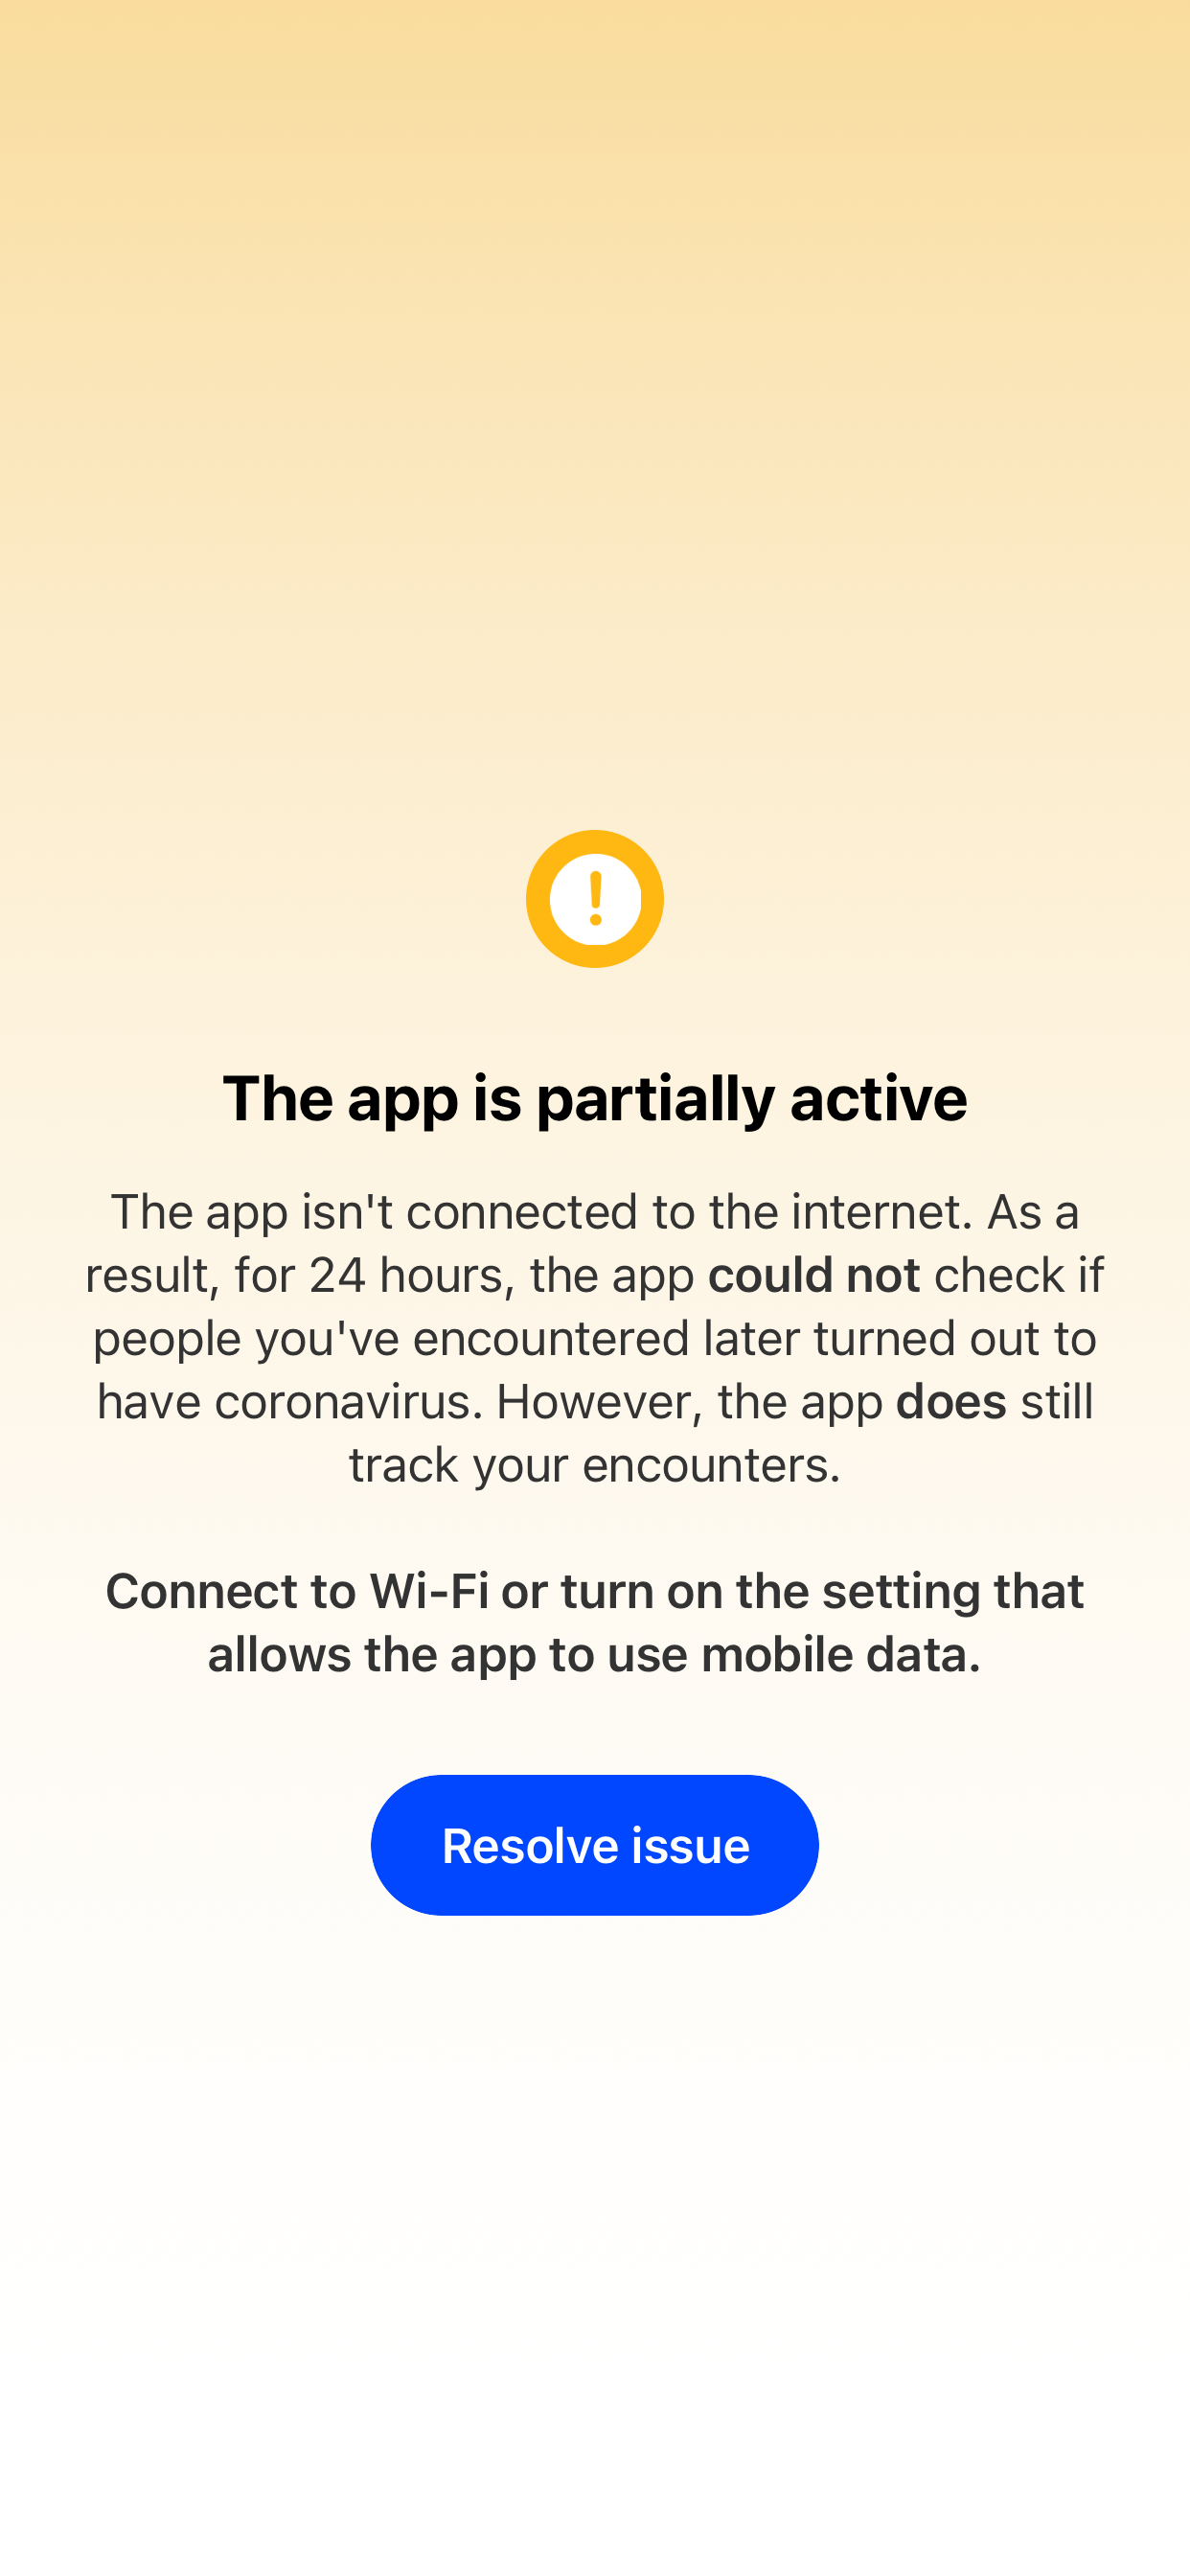 The app is partially active
The app isn't connected to the internet. As a
result, for 24 hours, the app could not check if
people you've encountered later turned out to
have coronavirus. However, the app does still
track your encounters.
Connect to Wi-Fi or turn on the setting that
allows the app to use mobile data.
Resolve issue